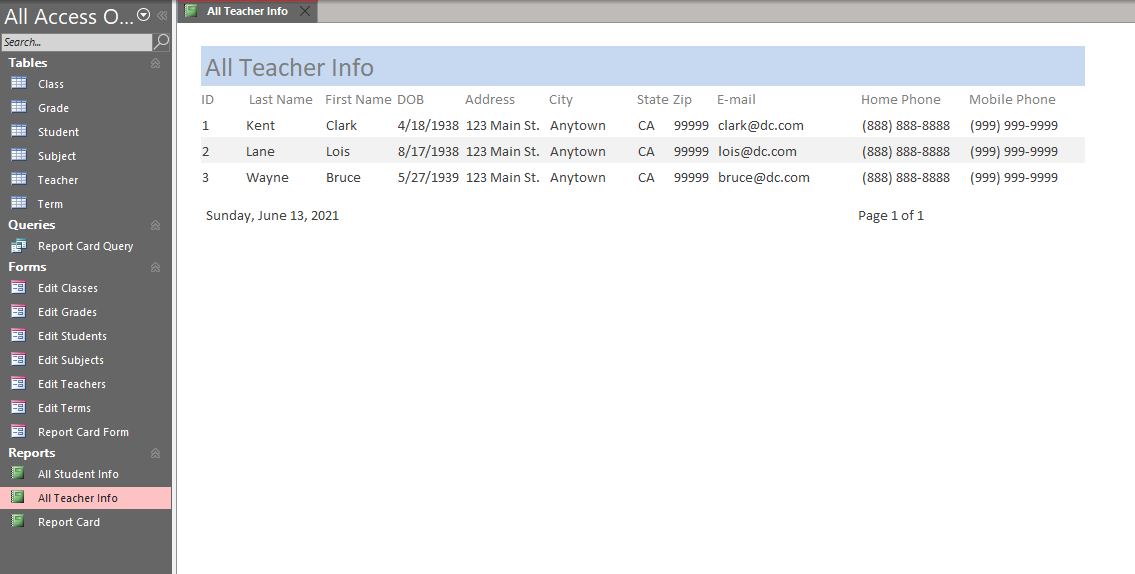 All Access O...
Search...
Tables
Class
Grade
Student
Subject
Teacher
Term
Queries
Report Card Query
Forms
Edit Classes
Edit Grades
Edit Students
Edit Subjects
Edit Teachers
Edit Terms
Report Card Form
Reports
All Student Info
All Teacher Info
Report Card
All Teacher Info
All Teacher Info
ID Last Name First Name DOB Address City State Zip E-mail Home Phone Mobile Phone
1 Kent Clark 4/18/1938 123 Main St. Anytown CA 99999 clark@dc.com (888) 888-8888 (999) 999-9999
2 Lane Lois 8/17/1938 123 Main St. Anytown CA 99999 lois@dc.com (888) 888-8888 (999) 999-9999
3 Wayne Bruce 5/27/1939 123 Main St. Anytown CA 99999 bruce@dc.com (888) 888-8888 (999) 999-9999
Sunday, June 13, 2021 Page 1 of 1